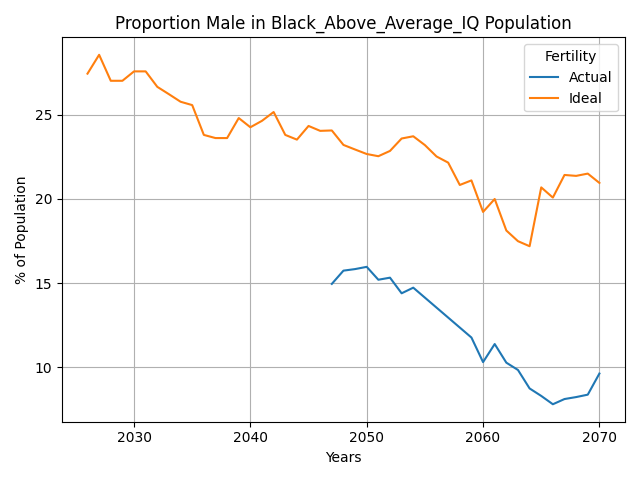 Proportion Male in Black_Above_Average_IQ Population
Fertility
Actual
Ideal
% of Population
25
20
15
10
2030 2040 2050 2060 2070
Years